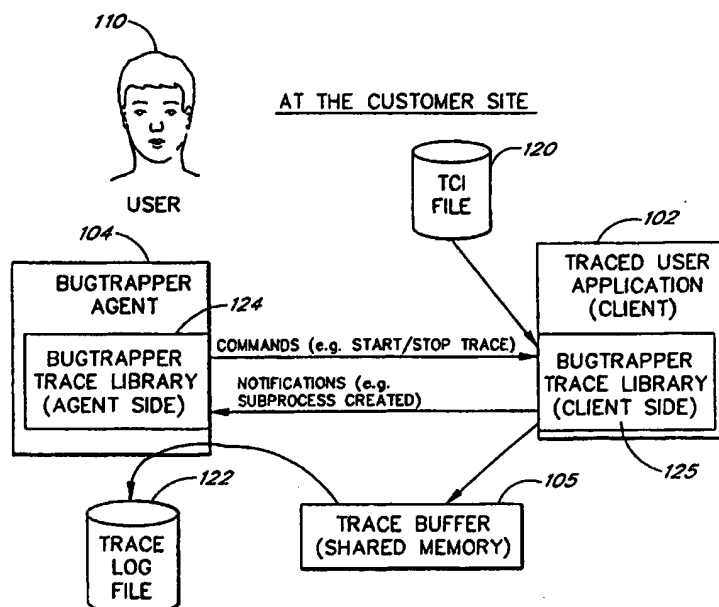 110
AT THE CUSTOMER SITE
120
TCI
FILE
USER
104
BUGTRAPPER
AGENT
124
BUGTRAPPER
TRACE LIBRARY
(AGENT SIDE)
COMMANDS (e.g. START/STOP TRACE)
NOTIFICATIONS (e.g.
SUBPROCESS CREATED)
102
TRACED USER
APPLICATION
(CLIENT)
BUGTRAPPER
TRACE LIBRARY
(CLIENT SIDE)
125
122
TRACE
LOG
FILE
105
TRACE BUFFER
(SHARED MEMORY)